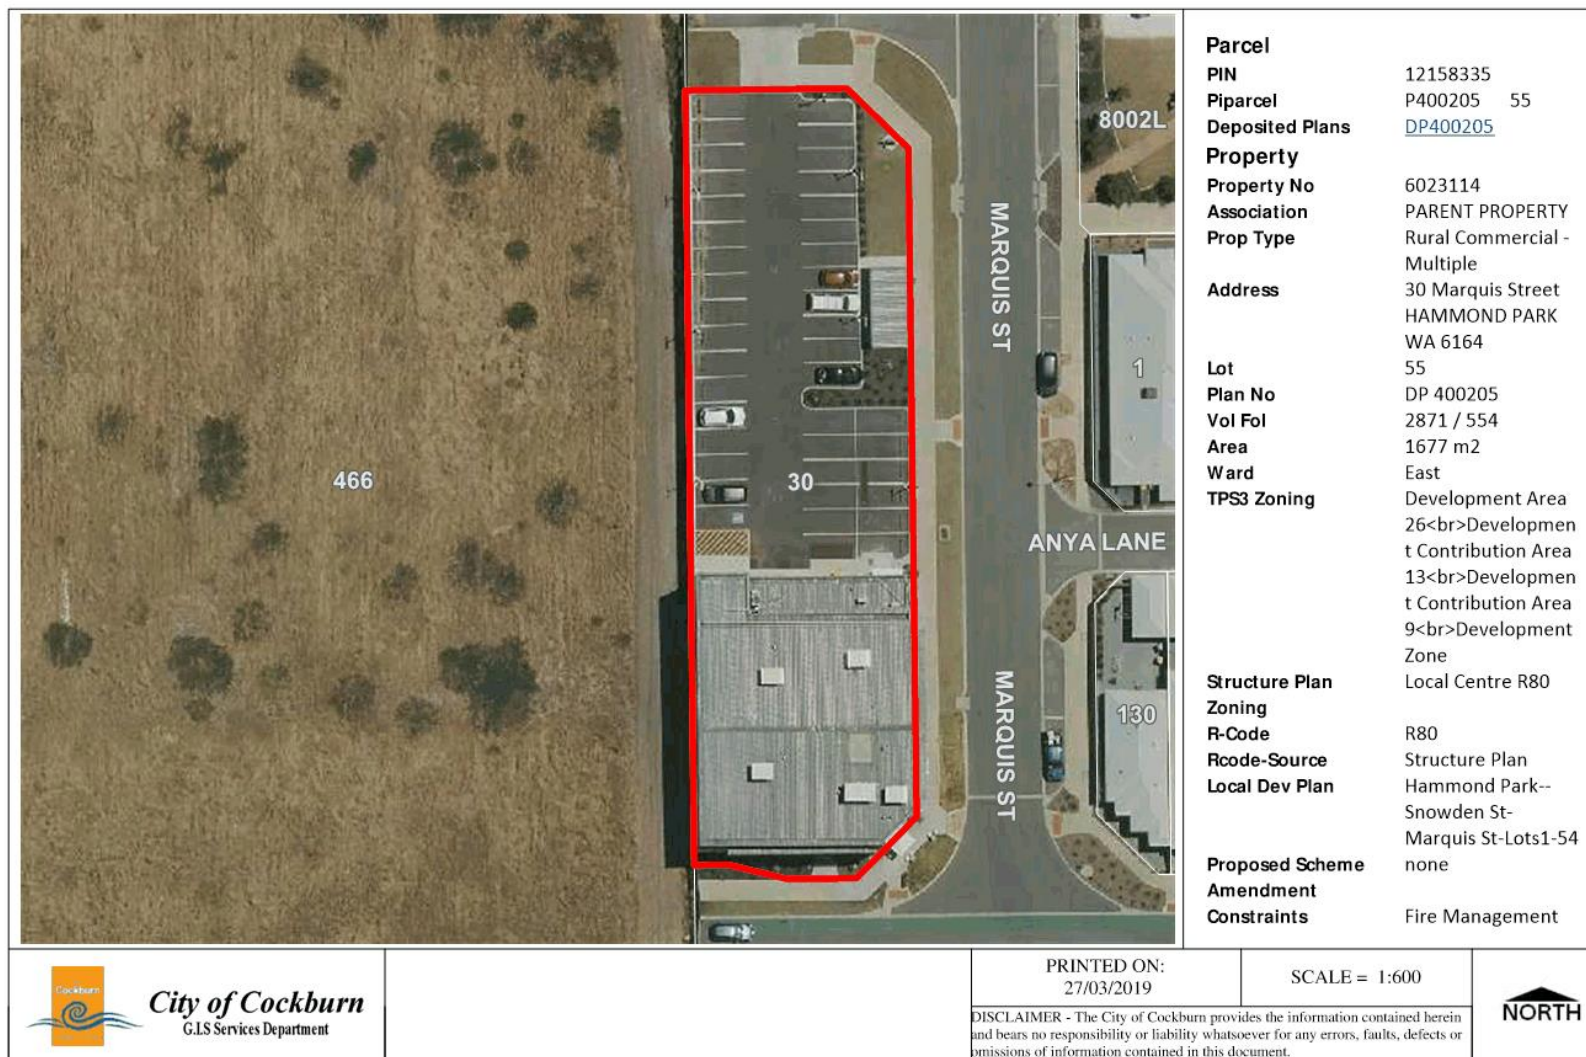 466
30
8002L
1
130
MARQUIS ST
MARQUIS ST
ANYA LANE
Parcel
PIN 12158335
Piparcel P400205 55
Deposited Plans DP400205
Property
Property No 6023114
Association PARENT PROPERTY
Prop Type Rural Commercial -
Multiple
Address 30 Marquis Street
HAMMOND PARK
WA 6164
Lot 55
Plan No DP 400205
Vol Fol 2871 / 554
Area 1677 m2
Ward East
TPS3 Zoning Development Area
26<br>Developmen
t Contribution Area
13<br>Developmen
t Contribution Area
9<br>Development
Zone
Structure Plan Local Centre R80
Zoning
R-Code R80
Rcode-Source Structure Plan
Local Dev Plan Hammond Park--
Snowden St-
Marquis St-Lots1-54
Proposed Scheme none
Amendment
Constraints Fire Management
Cockburn
City of Cockburn
G.I.S Services Department
PRINTED ON:
27/03/2019
SCALE = 1:600
DISCLAIMER - The City of Cockburn provides the information contained herein
and bears no responsibility or liability whatsoever for any errors, faults, defects or
omissions of information contained in this document.
NORTH